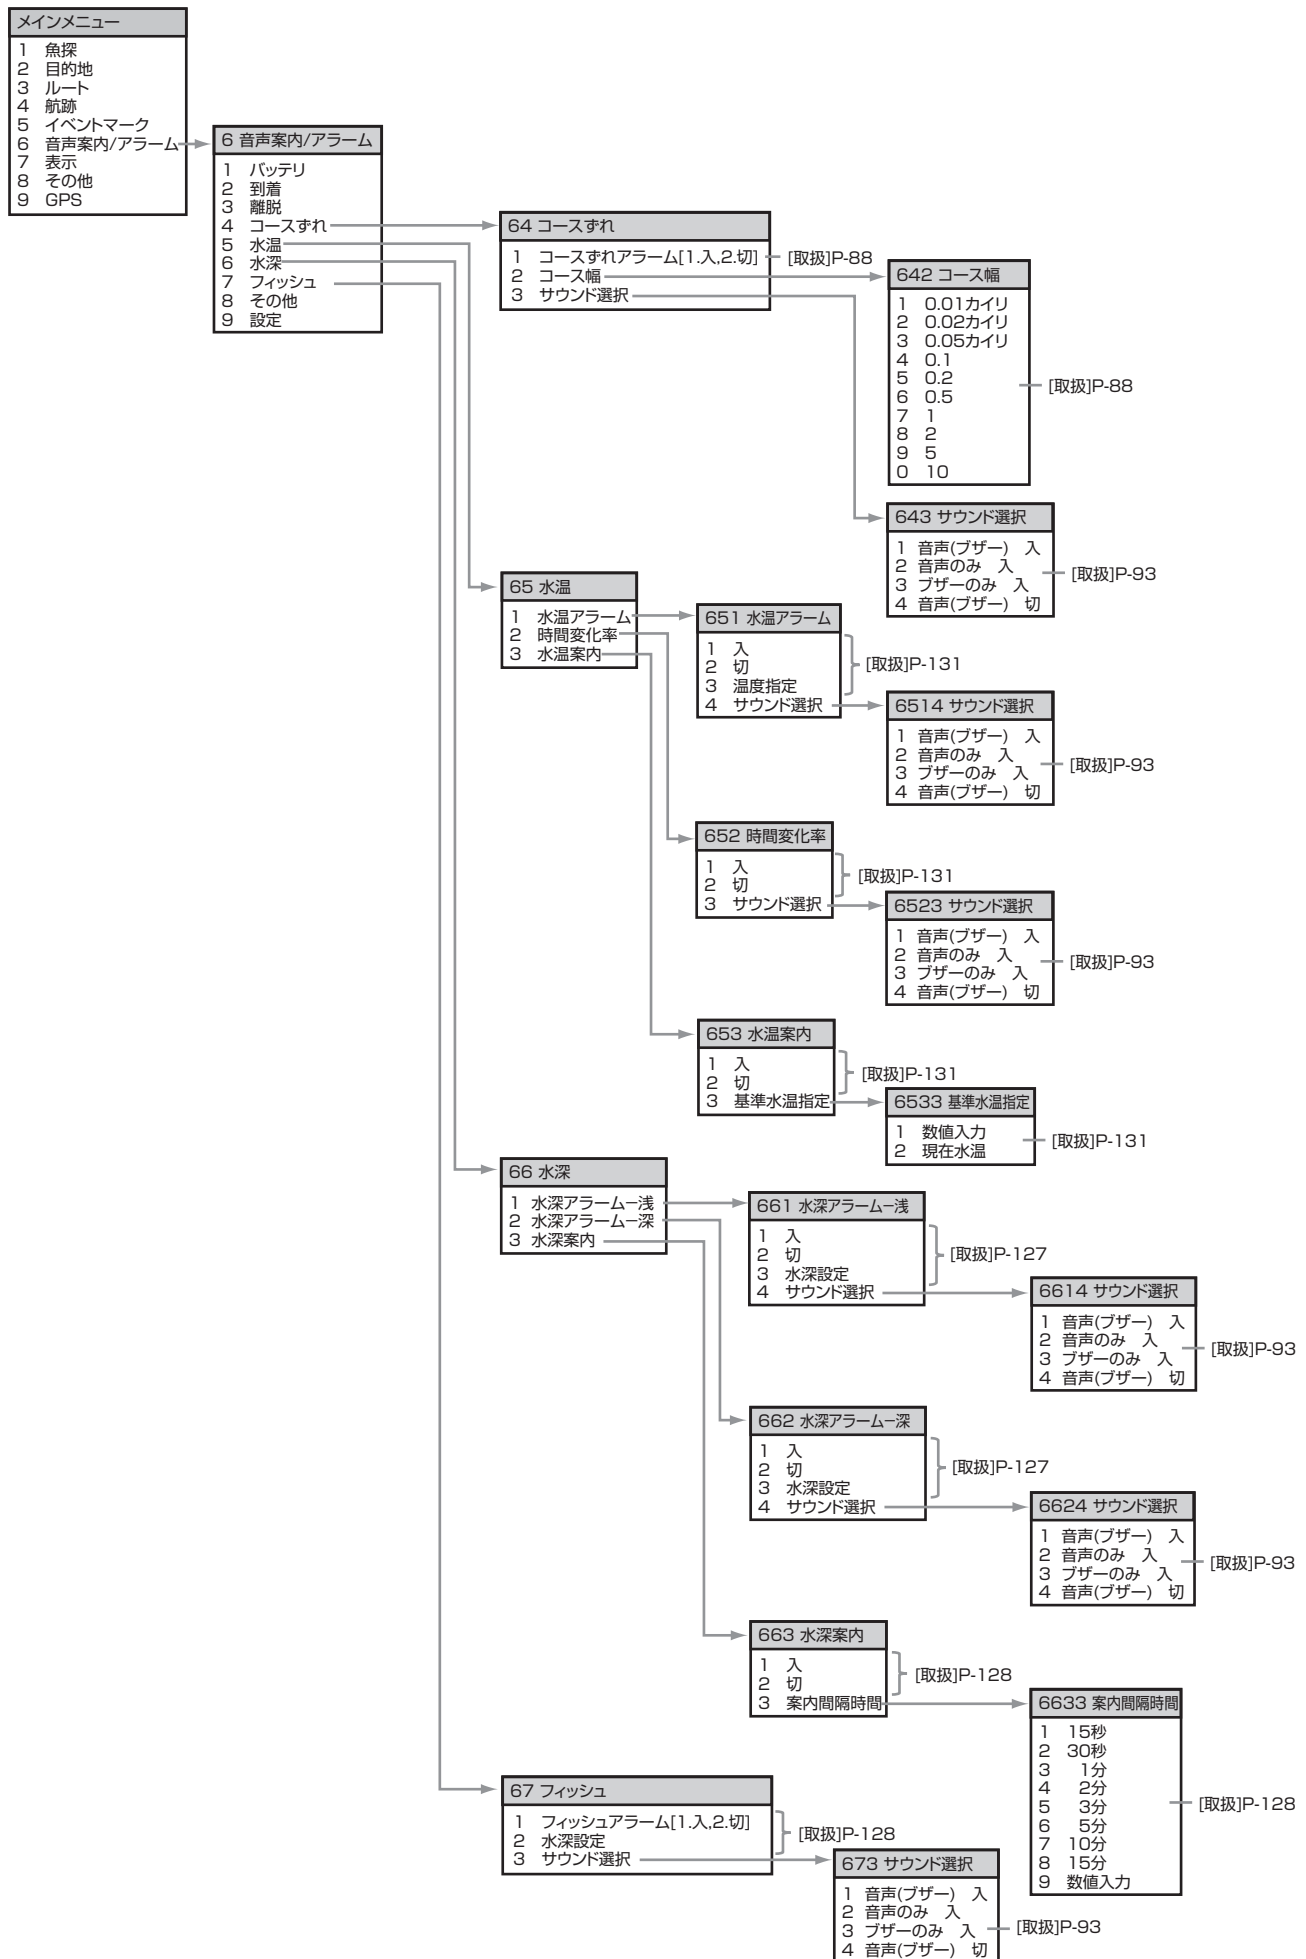 メインメニュー
1 魚探
2 目的地
3 ルート
4 航跡
5 イベントマーク
6 音声案内/アラーム
7 表示
8 その他
9 GPS
6 音声案内/アラーム
1 バッテリ
2 到着
3 離脱
4 コースずれ
5 水温
6 水深
7 フィッシュ
8 その他
9 設定
64 コースずれ
1 コースずれアラーム[1.入,2.切]
2 コース幅
3 サウンド選択
[取扱]P-88
642 コース幅
1 0.01カイリ
2 0.02カイリ
3 0.05カイリ
4 0.1
5 0.2
6 0.5
7 1
8 2
9 5
0 10
[取扱]P-88
643 サウンド選択
1 音声(ブザー) 入
2 音声のみ 入
3 ブザーのみ 入
4 音声(ブザー) 切
[取扱]P-93
65 水温
1 水温アラーム
2 時間変化率
3 水温案内
651 水温アラーム
1 入
2 切
3 温度指定
4 サウンド選択
[取扱]P-131
6514 サウンド選択
1 音声(ブザー) 入
2 音声のみ 入
3 ブザーのみ 入
4 音声(ブザー) 切
[取扱]P-93
652 時間変化率
1 入
2 切
3 サウンド選択
[取扱]P-131
6523 サウンド選択
1 音声(ブザー) 入
2 音声のみ 入
3 ブザーのみ 入
4 音声(ブザー) 切
[取扱]P-93
653 水温案内
1 入
2 切
3 基準水温指定
[取扱]P-131
6533 基準水温指定
1 数値入力
2 現在水温
[取扱]P-131
66 水深
1 水深アラームー浅
2 水深アラームー深
3 水深案内
661 水深アラームー浅
1 入
2 切
3 水深設定
4 サウンド選択
[取扱]P-127
6614 サウンド選択
1 音声(ブザー) 入
2 音声のみ 入
3 ブザーのみ 入
4 音声(ブザー) 切
[取扱]P-93
662 水深アラームー深
1 入
2 切
3 水深設定
4 サウンド選択
[取扱]P-127
6624 サウンド選択
1 音声(ブザー) 入
2 音声のみ 入
3 ブザーのみ 入
4 音声(ブザー) 切
[取扱]P-93
663 水深案内
1 入
2 切
3 案内間隔時間
[取扱]P-128
6633 案内間隔時間
1 15秒
2 30秒
3 1分
4 2分
5 3分
6 5分
7 10分
8 15分
9 数値入力
[取扱]P-128
67 フィッシュ
1 フィッシュアラーム[1.入,2.切]
2 水深設定
3 サウンド選択
[取扱]P-128
673 サウンド選択
1 音声(ブザー) 入
2 音声のみ 入
3 ブザーのみ 入
4 音声(ブザー) 切
[取扱]P-93